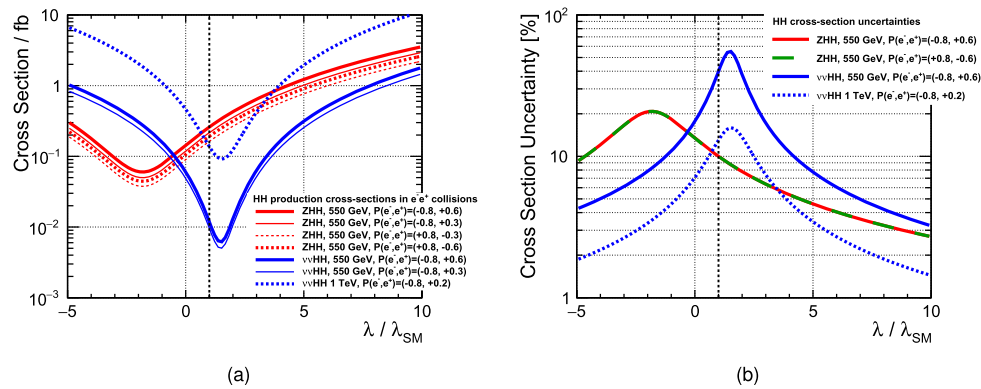 Cross Section / fb
10
1
10⁻¹
10⁻²
10⁻³
−5
0
5
10
λ / λSM
HH production cross-sections in e⁻e⁺ collisions
ZHH, 550 GeV, P(e⁻,e⁺)=(-0.8, +0.6)
ZHH, 550 GeV, P(e⁻,e⁺)=(-0.8, +0.3)
ZHH, 550 GeV, P(e⁻,e⁺)=(+0.8, -0.3)
ZHH, 550 GeV, P(e⁻,e⁺)=(+0.8, -0.6)
ννHH, 550 GeV, P(e⁻,e⁺)=(-0.8, +0.6)
ννHH, 550 GeV, P(e⁻,e⁺)=(-0.8, +0.3)
ννHH 1 TeV, P(e⁻,e⁺)=(-0.8, +0.2)
(a)
Cross Section Uncertainty [%]
10²
10
1
−5
0
5
10
λ / λSM
HH cross-section uncertainties
ZHH, 550 GeV, P(e⁻,e⁺)=(-0.8, +0.6)
ZHH, 550 GeV, P(e⁻,e⁺)=(+0.8, -0.6)
ννHH, 550 GeV, P(e⁻,e⁺)=(-0.8, +0.6)
ννHH 1 TeV, P(e⁻,e⁺)=(-0.8, +0.2)
(b)